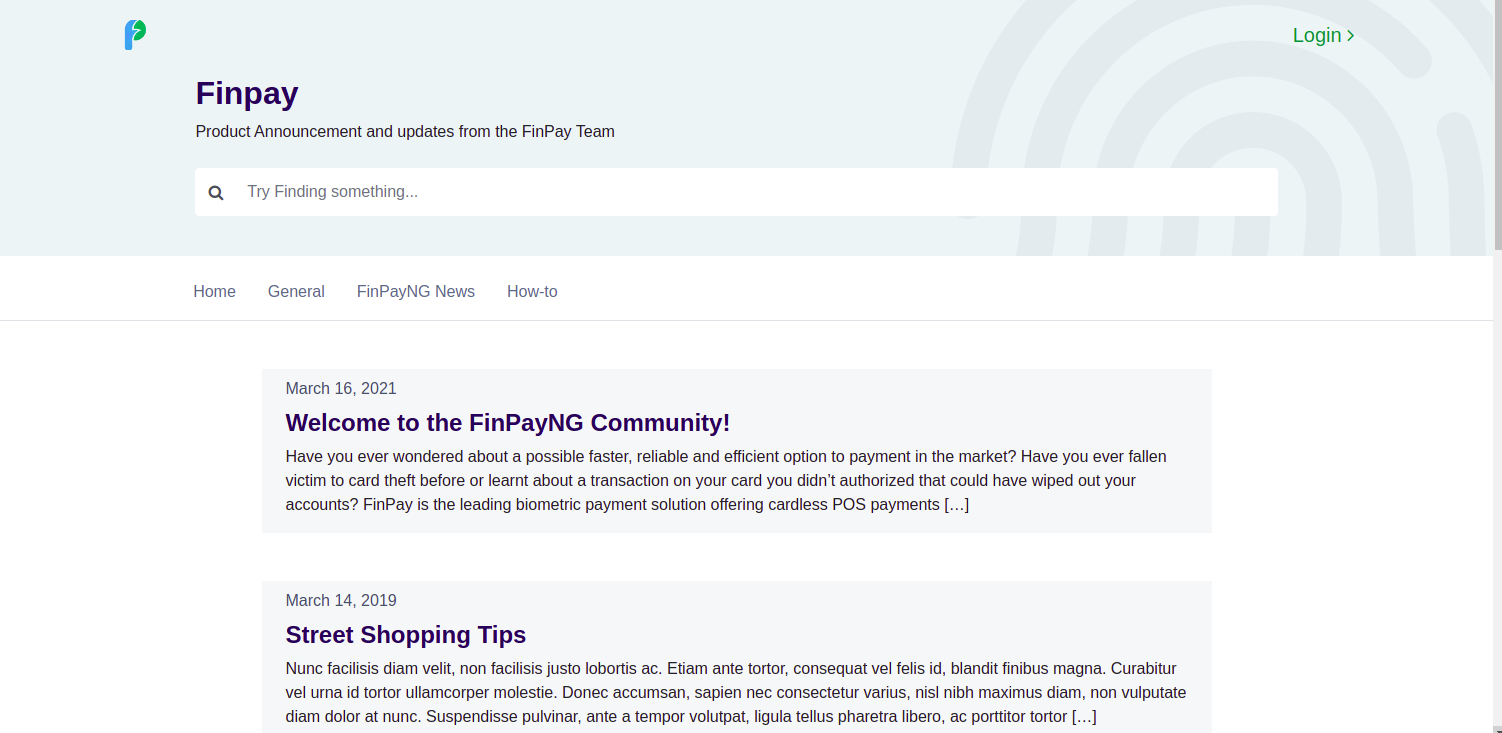 Login
Finpay
Product Announcement and updates from the FinPay Team
Try Finding something...
Home General FinPayNG News How-to
March 16, 2021
Welcome to the FinPayNG Community!
Have you ever wondered about a possible faster, reliable and efficient option to payment in the market? Have you ever fallen
victim to card theft before or learnt about a transaction on your card you didn’t authorized that could have wiped out your
accounts? FinPay is the leading biometric payment solution offering cardless POS payments […]
March 14, 2019
Street Shopping Tips
Nunc facilisis diam velit, non facilisis justo lobortis ac. Etiam ante tortor, consequat vel felis id, blandit finibus magna. Curabitur
vel urna id tortor ullamcorper molestie. Donec accumsan, sapien nec consectetur varius, nisl nibh maximus diam, non vulputate
diam dolor at nunc. Suspendisse pulvinar, ante a tempor volutpat, ligula tellus pharetra libero, ac porttitor tortor […]